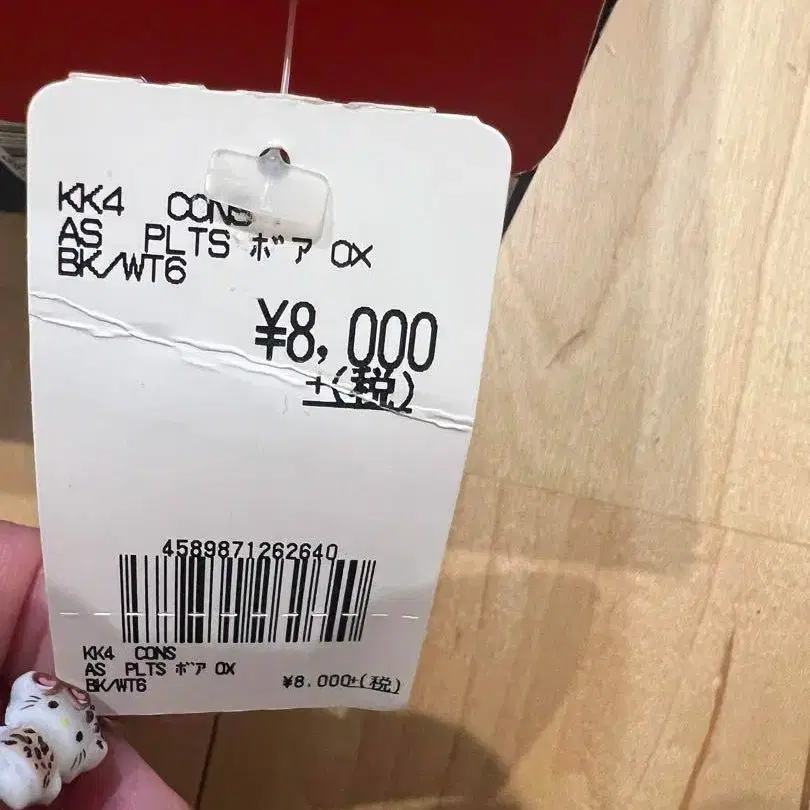 KK4 CONS
AS PLTS ボア OX
BK/WT6
¥8,000
+(税)
4589871262640
KK4 CONS
AS PLTS ボア OX
BK/WT6
¥8.000+(税)